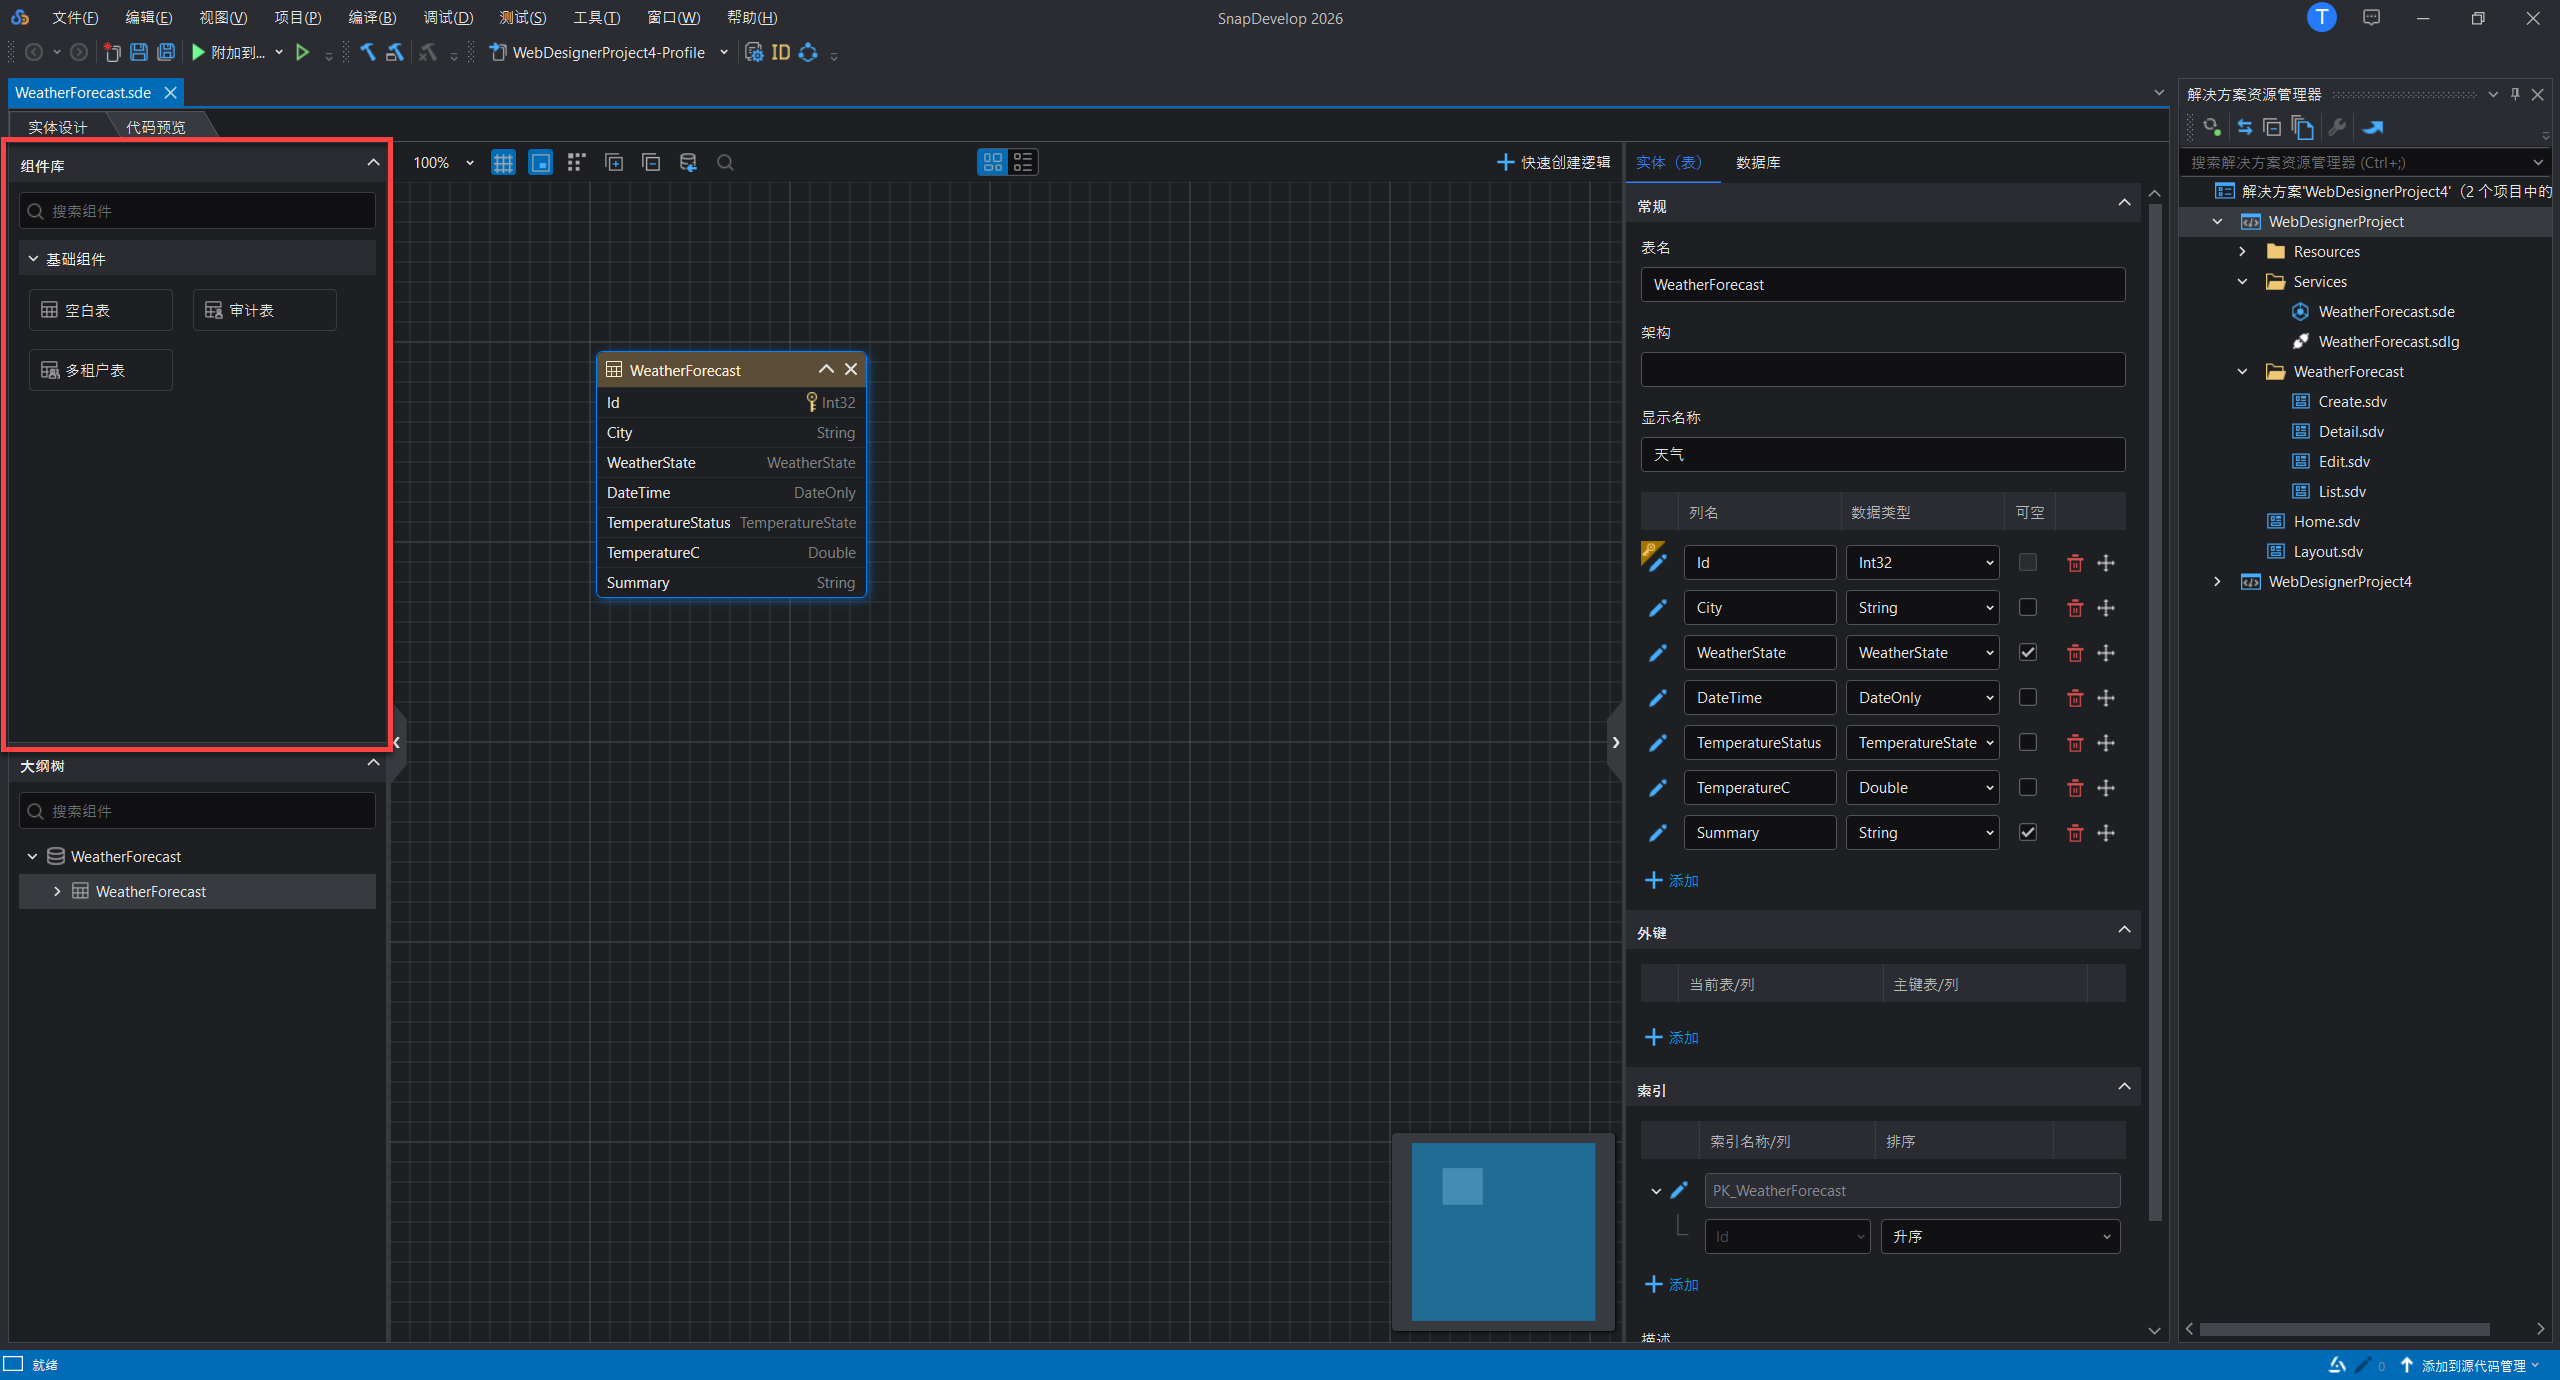 文件(F) 编辑(E) 视图(V) 项目(P) 编译(B) 调试(D) 测试(S) 工具(T) 窗口(W) 帮助(H) SnapDevelop 2026 T
附加到... WebDesignerProject4-Profile ID
WeatherForecast.sde
实体设计 代码预览
组件库
搜索组件
基础组件
空白表 审计表
多租户表
大纲树
搜索组件
WeatherForecast
WeatherForecast
100% 快速创建逻辑
WeatherForecast
Id Int32
City String
WeatherState WeatherState
DateTime DateOnly
TemperatureStatus TemperatureState
TemperatureC Double
Summary String
实体（表） 数据库
常规
表名
WeatherForecast
架构
显示名称
天气
列名 数据类型 可空
Id Int32
City String
WeatherState WeatherState
DateTime DateOnly
TemperatureStatus TemperatureState
TemperatureC Double
Summary String
添加
外键
当前表/列 主键表/列
添加
索引
索引名称/列 排序
PK_WeatherForecast
Id 升序
添加
描述
解决方案资源管理器
搜索解决方案资源管理器 (Ctrl+;)
解决方案'WebDesignerProject4'（2 个项目中的
WebDesignerProject
Resources
Services
WeatherForecast.sde
WeatherForecast.sdlg
WeatherForecast
Create.sdv
Detail.sdv
Edit.sdv
List.sdv
Home.sdv
Layout.sdv
WebDesignerProject4
就绪 0 添加到源代码管理